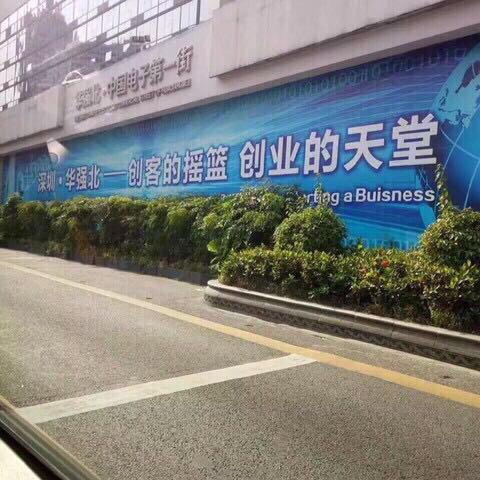 华强北·中国电子第一街
深圳·华强北——创客的摇篮 创业的天堂
a Buisness